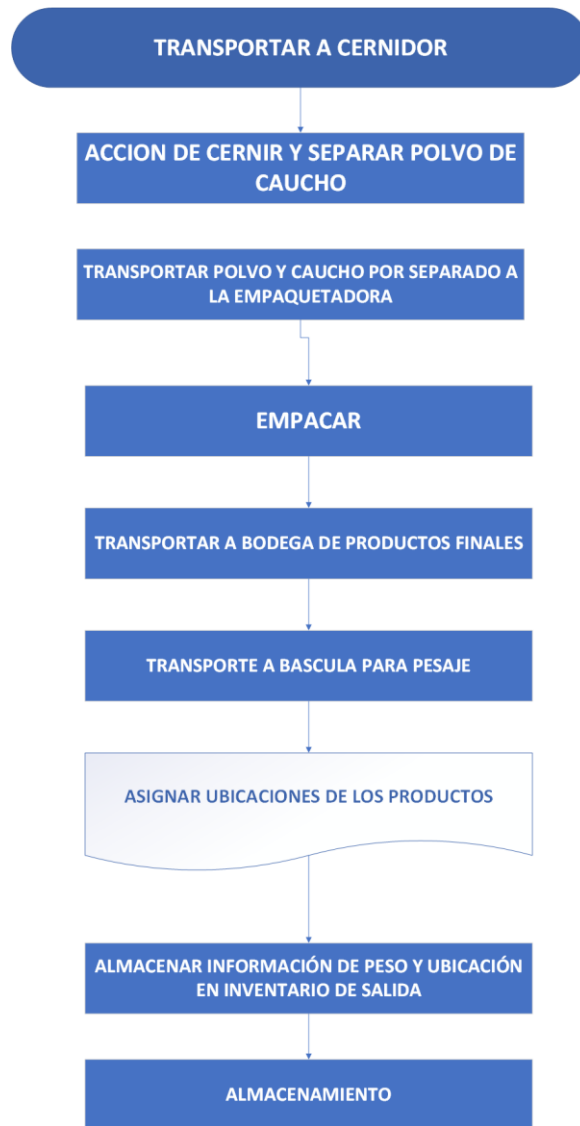 TRANSPORTAR A CERNIDOR
ACCION DE CERNIR Y SEPARAR POLVO DE
CAUCHO
TRANSPORTAR POLVO Y CAUCHO POR SEPARADO A
LA EMPAQUETADORA
EMPACAR
TRANSPORTAR A BODEGA DE PRODUCTOS FINALES
TRANSPORTE A BASCULA PARA PESAJE
ASIGNAR UBICACIONES DE LOS PRODUCTOS
ALMACENAR INFORMACIÓN DE PESO Y UBICACIÓN
EN INVENTARIO DE SALIDA
ALMACENAMIENTO